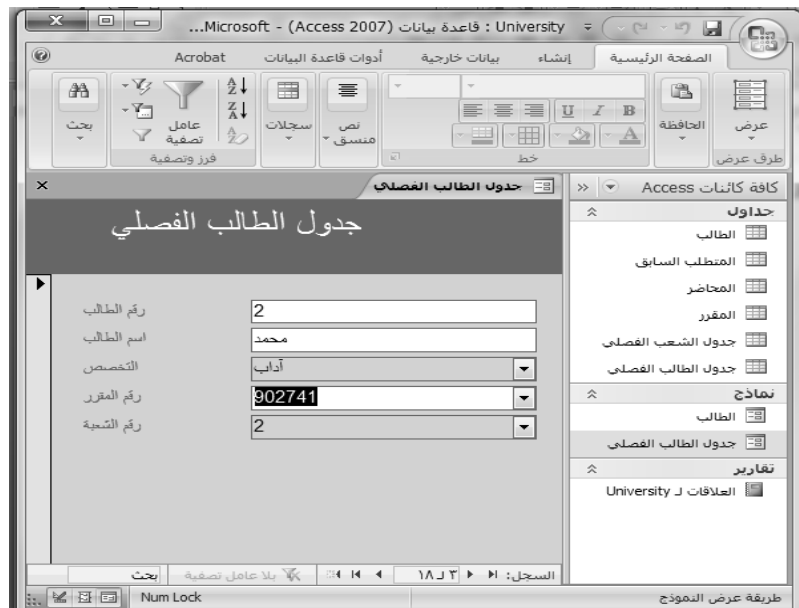 University : قاعدة بيانات (Access 2007) - Microsoft...
الصفحة الرئيسية إنشاء بيانات خارجية أدوات قاعدة البيانات Acrobat
عرض
الحافظة
B I U
A
نص منسق
سجلات
عامل تصفية
بحث
طرق عرض
خط
فرز وتصفية
كافة كائنات Access
جداول
الطالب
المتطلب السابق
المحاضر
المقرر
جدول الشعب الفصلي
جدول الطالب الفصلي
نماذج
الطالب
جدول الطالب الفصلي
تقارير
العلاقات لـ University
جدول الطالب الفصلي
جدول الطالب الفصلي
رقم الطالب 2
اسم الطالب محمد
التخصص آداب
رقم المقرر 902741
رقم الشعبة 2
السجل: ٣ لـ ١٨ بلا عامل تصفية بحث
طريقة عرض النموذج Num Lock